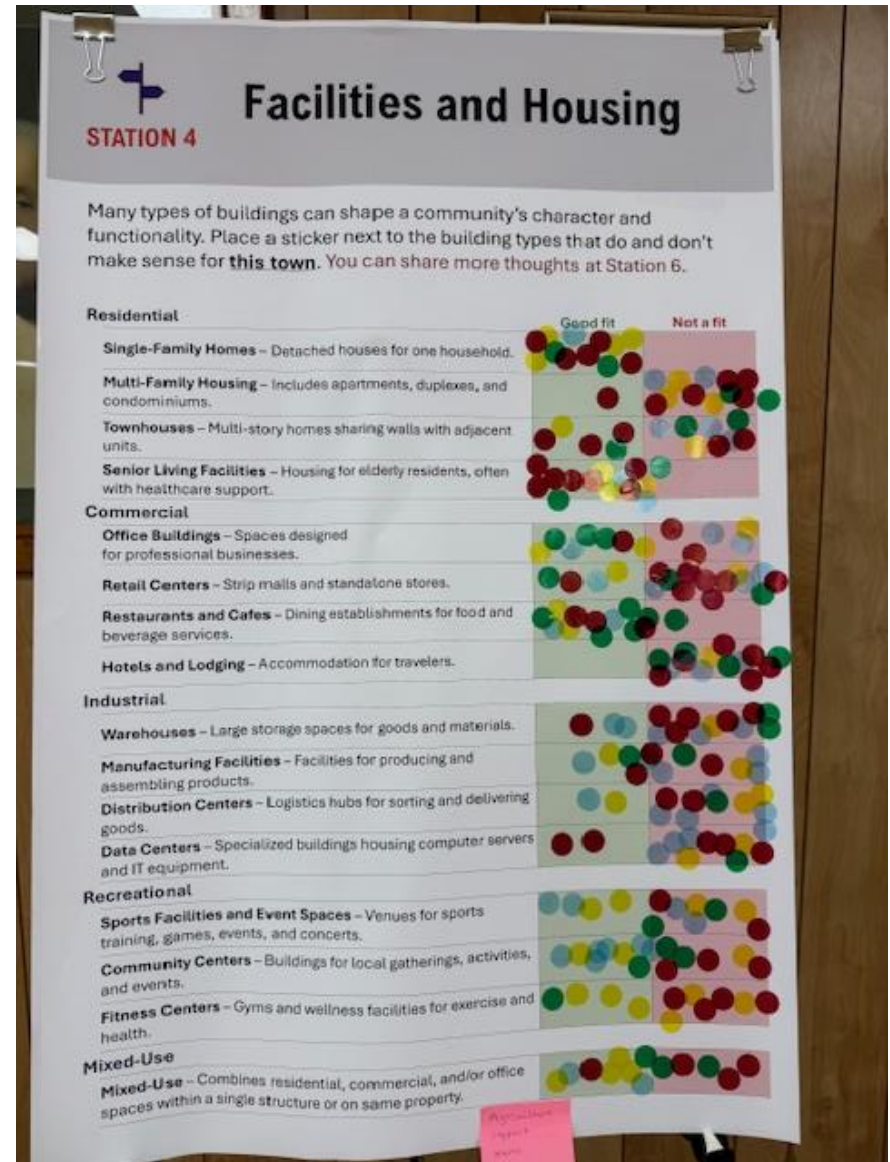 Facilities and Housing
STATION 4
Many types of buildings can shape a community's character and
functionality. Place a sticker next to the building types that do and don't
make sense for this town. You can share more thoughts at Station 6.
Residential
Good fit
Not a fit
Single-Family Homes – Detached houses for one household.
Multi-Family Housing – Includes apartments, duplexes, and
condominiums.
Townhouses – Multi-story homes sharing walls with adjacent
units.
Senior Living Facilities – Housing for elderly residents, often
with healthcare support.
Commercial
Office Buildings – Spaces designed
for professional businesses.
Retail Centers – Strip malls and standalone stores.
Restaurants and Cafes – Dining establishments for food and
beverage services.
Hotels and Lodging – Accommodation for travelers.
Industrial
Warehouses – Large storage spaces for goods and materials.
Manufacturing Facilities – Facilities for producing and
assembling products.
Distribution Centers – Logistics hubs for sorting and delivering
goods.
Data Centers – Specialized buildings housing computer servers
and IT equipment.
Recreational
Sports Facilities and Event Spaces – Venues for sports
training, games, events, and concerts.
Community Centers – Buildings for local gatherings, activities,
and events.
Fitness Centers – Gyms and wellness facilities for exercise and
health.
Mixed-Use
Mixed-Use – Combines residential, commercial, and/or office
spaces within a single structure or on same property.
Agriculture